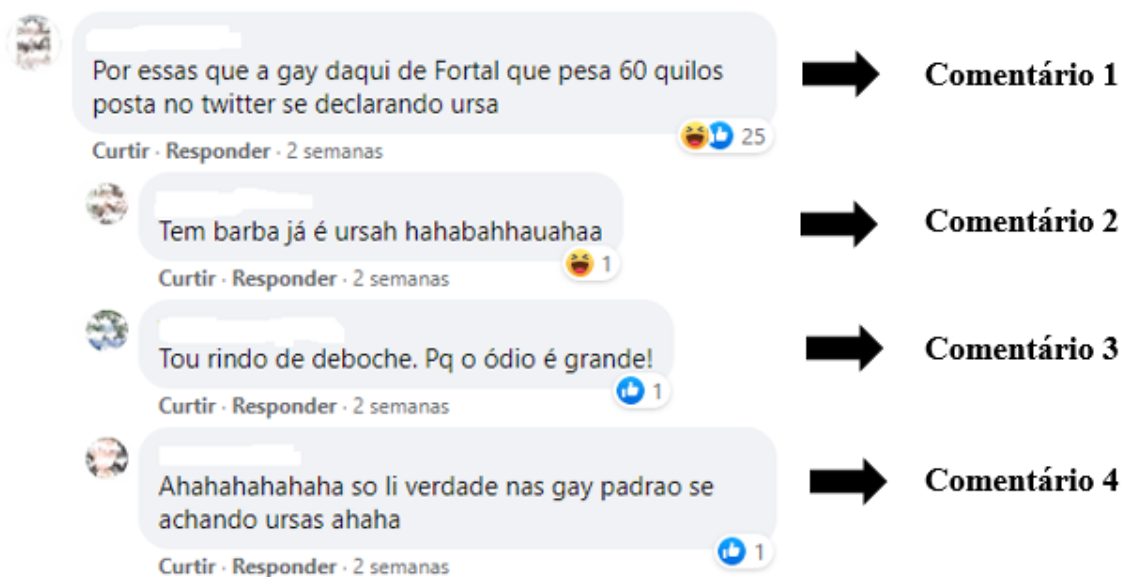 Por essas que a gay daqui de Fortal que pesa 60 quilos
posta no twitter se declarando ursa
25
Curtir · Responder · 2 semanas
Comentário 1
Tem barba já é ursah hahabahhauahaa
1
Curtir · Responder · 2 semanas
Comentário 2
Tou rindo de deboche. Pq o ódio é grande!
1
Curtir · Responder · 2 semanas
Comentário 3
Ahahahahahaha so li verdade nas gay padrao se
achando ursas ahaha
1
Curtir · Responder · 2 semanas
Comentário 4